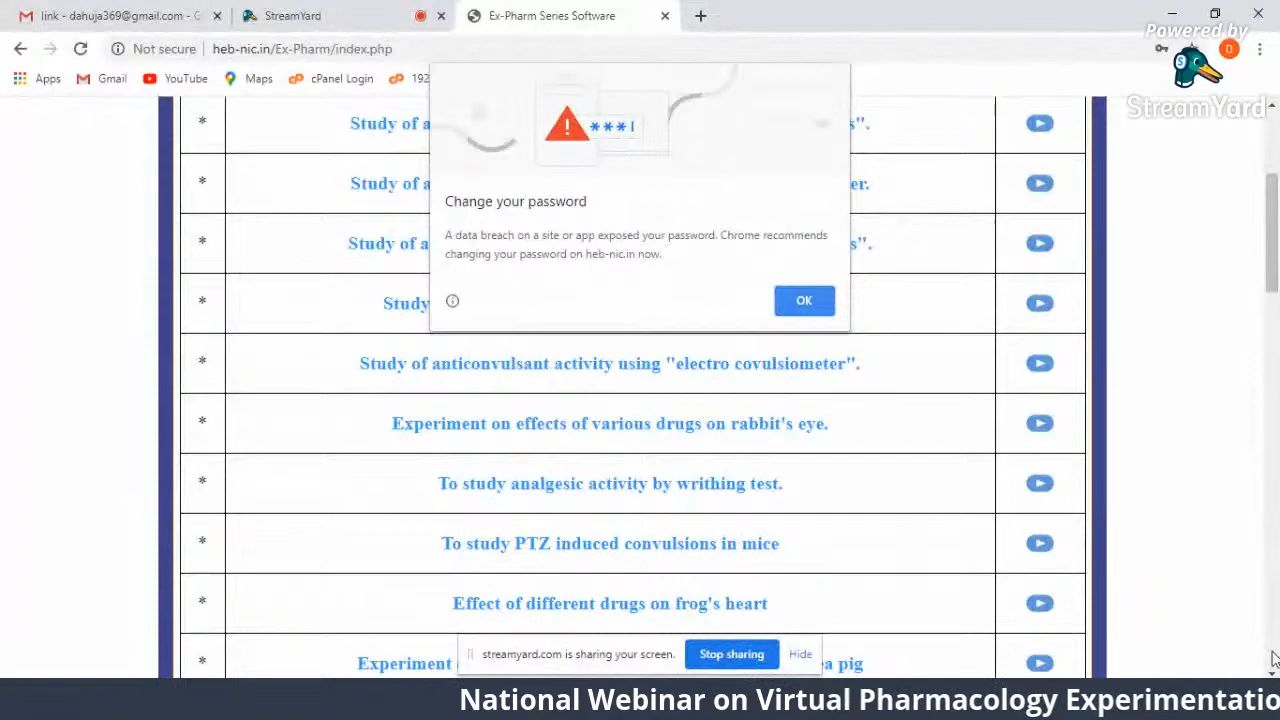 link - dahuja369@gmail.com - G
StreamYard
Ex-Pharm Series Software
Not secure | heb-nic.in/Ex-Pharm/index.php
D
Powered by
StreamYard
Apps Gmail YouTube Maps cPanel Login 192
* Study of a s".
* Study of a er.
* Study of a s".
* Study
***
Change your password
A data breach on a site or app exposed your password. Chrome recommends
changing your password on heb-nic.in now.
OK
* Study of anticonvulsant activity using "electro covulsiometer".
* Experiment on effects of various drugs on rabbit's eye.
* To study analgesic activity by writhing test.
* To study PTZ induced convulsions in mice
* Effect of different drugs on frog's heart
* Experiment ea pig
streamyard.com is sharing your screen. Stop sharing Hide
National Webinar on Virtual Pharmacology Experimentatio